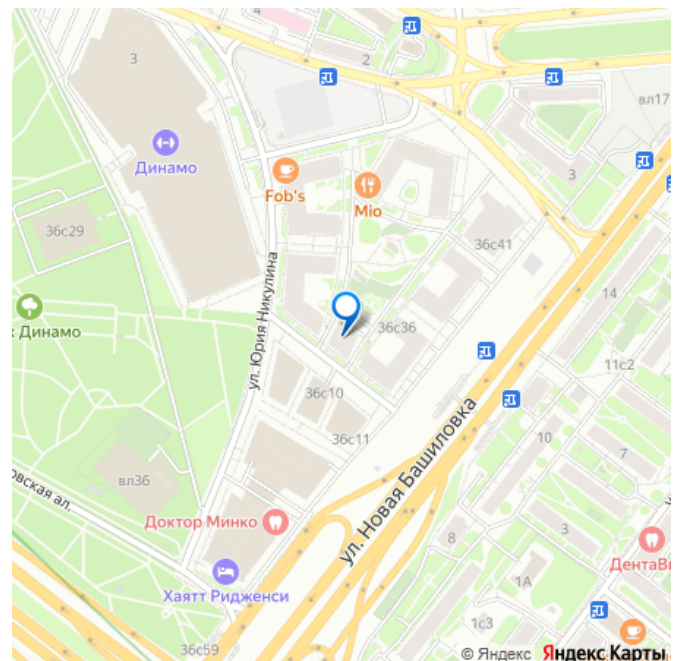 4
2
3
вл17
Динамо
Fob's
Mio
3
36с29
36с41
14
к Динамо
ул. Юрия Никулина
36с36
11с2
36с10
36с11
ул. Новая Башиловка
10
7
вл36
овская ал.
Доктор Минко
8
3
ДентаВи
Хаятт Ридженси
1А
1с3
36с59
© Яндекс Яндекс Карты